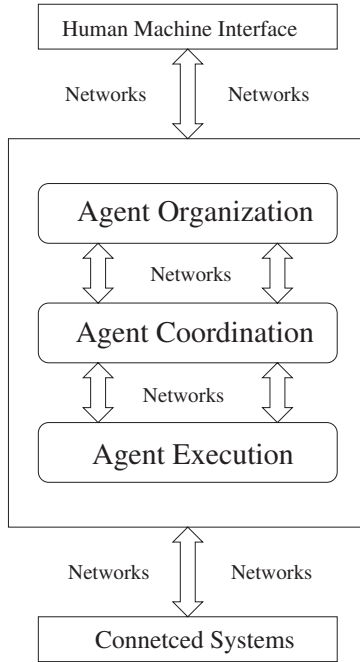 Human Machine Interface
Networks Networks
Agent Organization
Networks
Agent Coordination
Networks
Agent Execution
Networks Networks
Connetced Systems